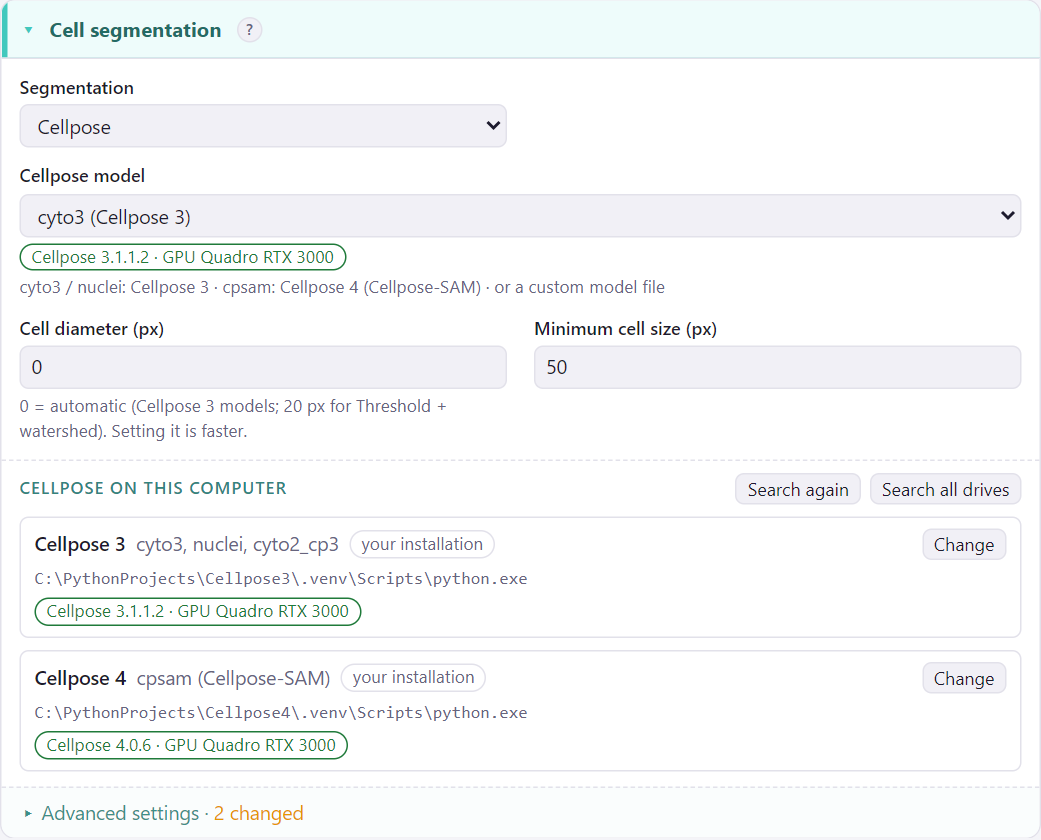 Cell segmentation ?
Segmentation
Cellpose
Cellpose model
cyto3 (Cellpose 3)
Cellpose 3.1.1.2 · GPU Quadro RTX 3000
cyto3 / nuclei: Cellpose 3 · cpsam: Cellpose 4 (Cellpose-SAM) · or a custom model file
Cell diameter (px)
0
0 = automatic (Cellpose 3 models; 20 px for Threshold +
watershed). Setting it is faster.
Minimum cell size (px)
50
CELLPOSE ON THIS COMPUTER
Search again
Search all drives
Cellpose 3 cyto3, nuclei, cyto2_cp3 your installation
Change
C:\PythonProjects\Cellpose3\.venv\Scripts\python.exe
Cellpose 3.1.1.2 · GPU Quadro RTX 3000
Cellpose 4 cpsam (Cellpose-SAM) your installation
Change
C:\PythonProjects\Cellpose4\.venv\Scripts\python.exe
Cellpose 4.0.6 · GPU Quadro RTX 3000
Advanced settings · 2 changed